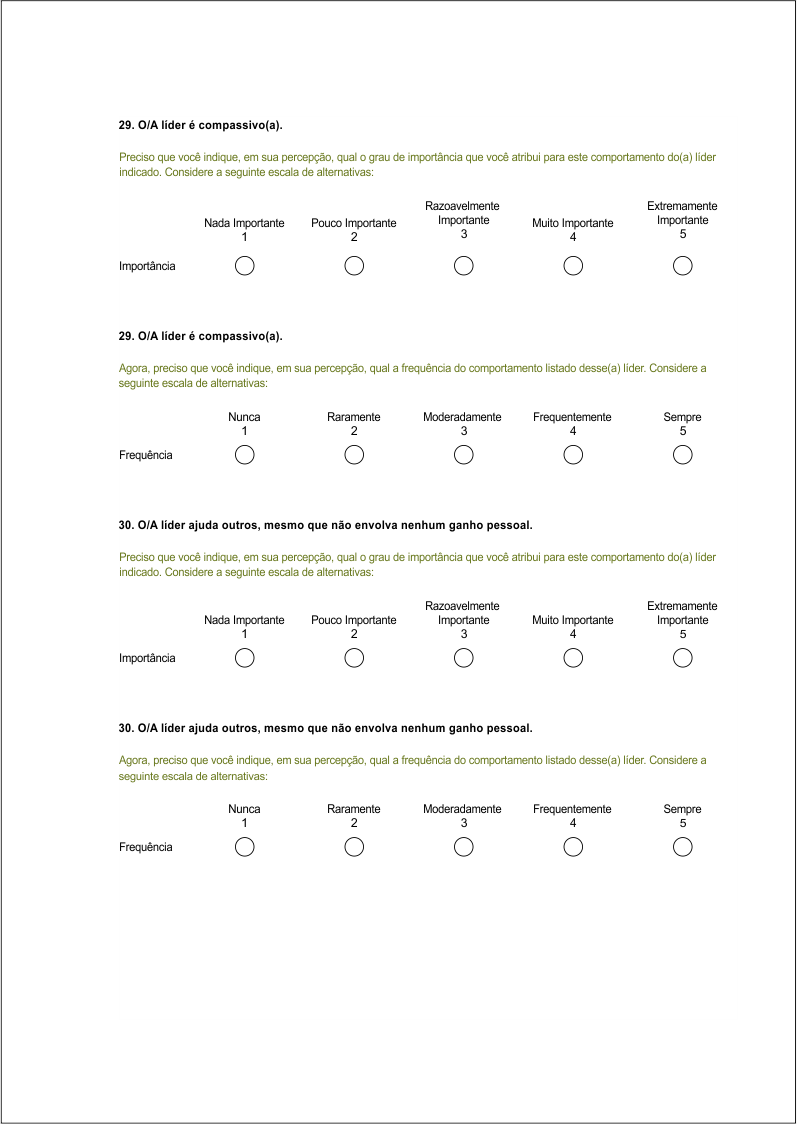 29. O/A líder é compassivo(a).
Preciso que você indique, em sua percepção, qual o grau de importância que você atribui para este comportamento do(a) líder
indicado. Considere a seguinte escala de alternativas:
Nada Importante Pouco Importante Razoavelmente Importante Muito Importante Extremamente Importante
1 2 3 4 5
Importância
29. O/A líder é compassivo(a).
Agora, preciso que você indique, em sua percepção, qual a frequência do comportamento listado desse(a) líder. Considere a
seguinte escala de alternativas:
Nunca Raramente Moderadamente Frequentemente Sempre
1 2 3 4 5
Frequência
30. O/A líder ajuda outros, mesmo que não envolva nenhum ganho pessoal.
Preciso que você indique, em sua percepção, qual o grau de importância que você atribui para este comportamento do(a) líder
indicado. Considere a seguinte escala de alternativas:
Nada Importante Pouco Importante Razoavelmente Importante Muito Importante Extremamente Importante
1 2 3 4 5
Importância
30. O/A líder ajuda outros, mesmo que não envolva nenhum ganho pessoal.
Agora, preciso que você indique, em sua percepção, qual a frequência do comportamento listado desse(a) líder. Considere a
seguinte escala de alternativas:
Nunca Raramente Moderadamente Frequentemente Sempre
1 2 3 4 5
Frequência